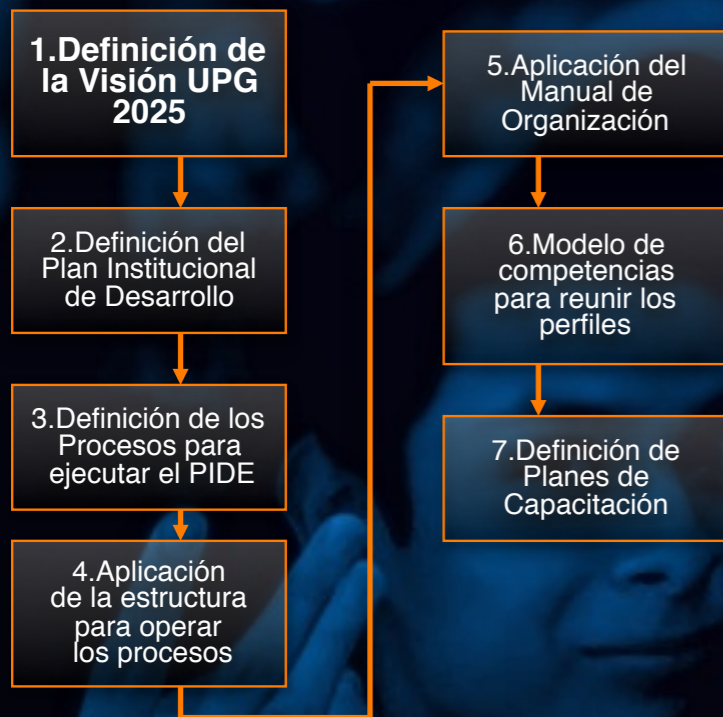 1.Definición de
la Visión UPG
2025
2.Definición del
Plan Institucional
de Desarrollo
3.Definición de los
Procesos para
ejecutar el PIDE
4.Aplicación
de la estructura
para operar
los procesos
5.Aplicación del
Manual de
Organización
6.Modelo de
competencias
para reunir los
perfiles
7.Definición de
Planes de
Capacitación